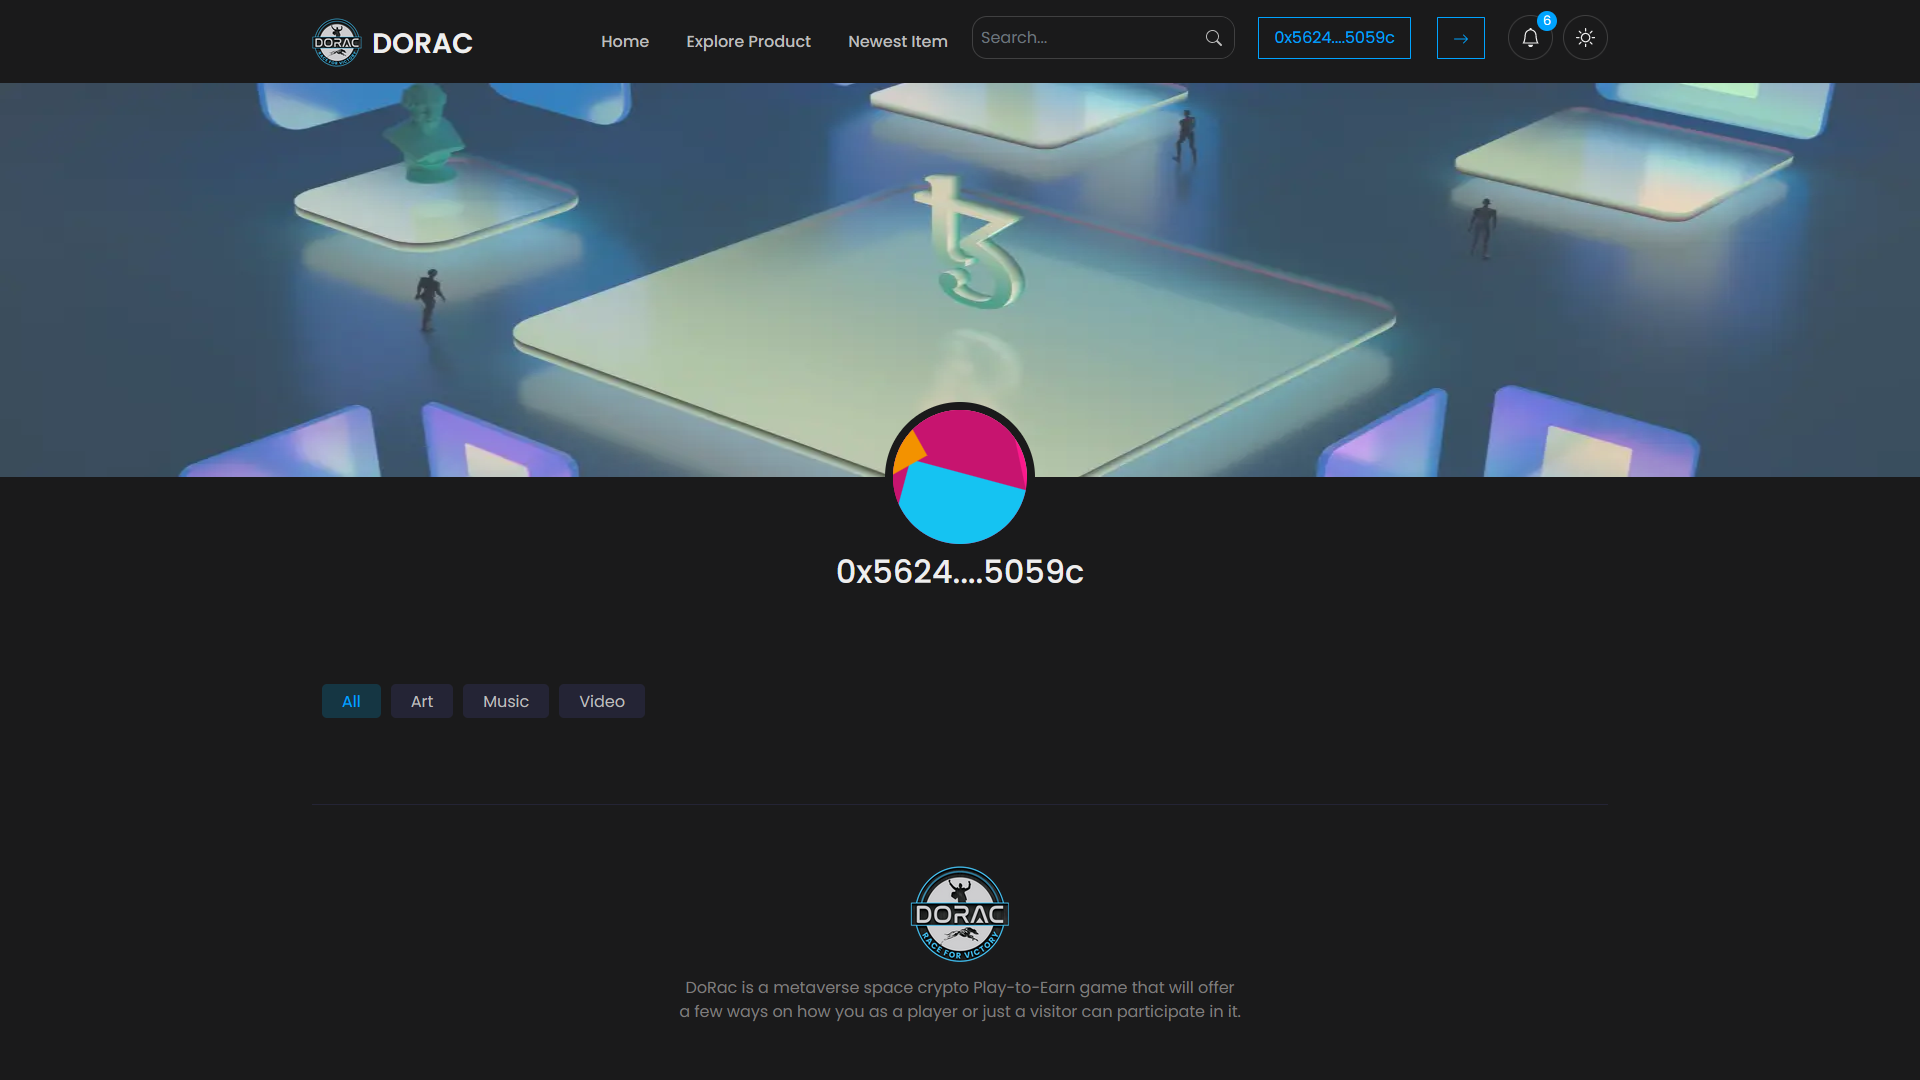 DORAC
DORAC
Home
Explore Product
Newest Item
Search...
0x5624....5059c
→
6
0x5624....5059c
All
Art
Music
Video
DORAC
RACE FOR VICTORY
DoRac is a metaverse space crypto Play-to-Earn game that will offer
a few ways on how you as a player or just a visitor can participate in it.